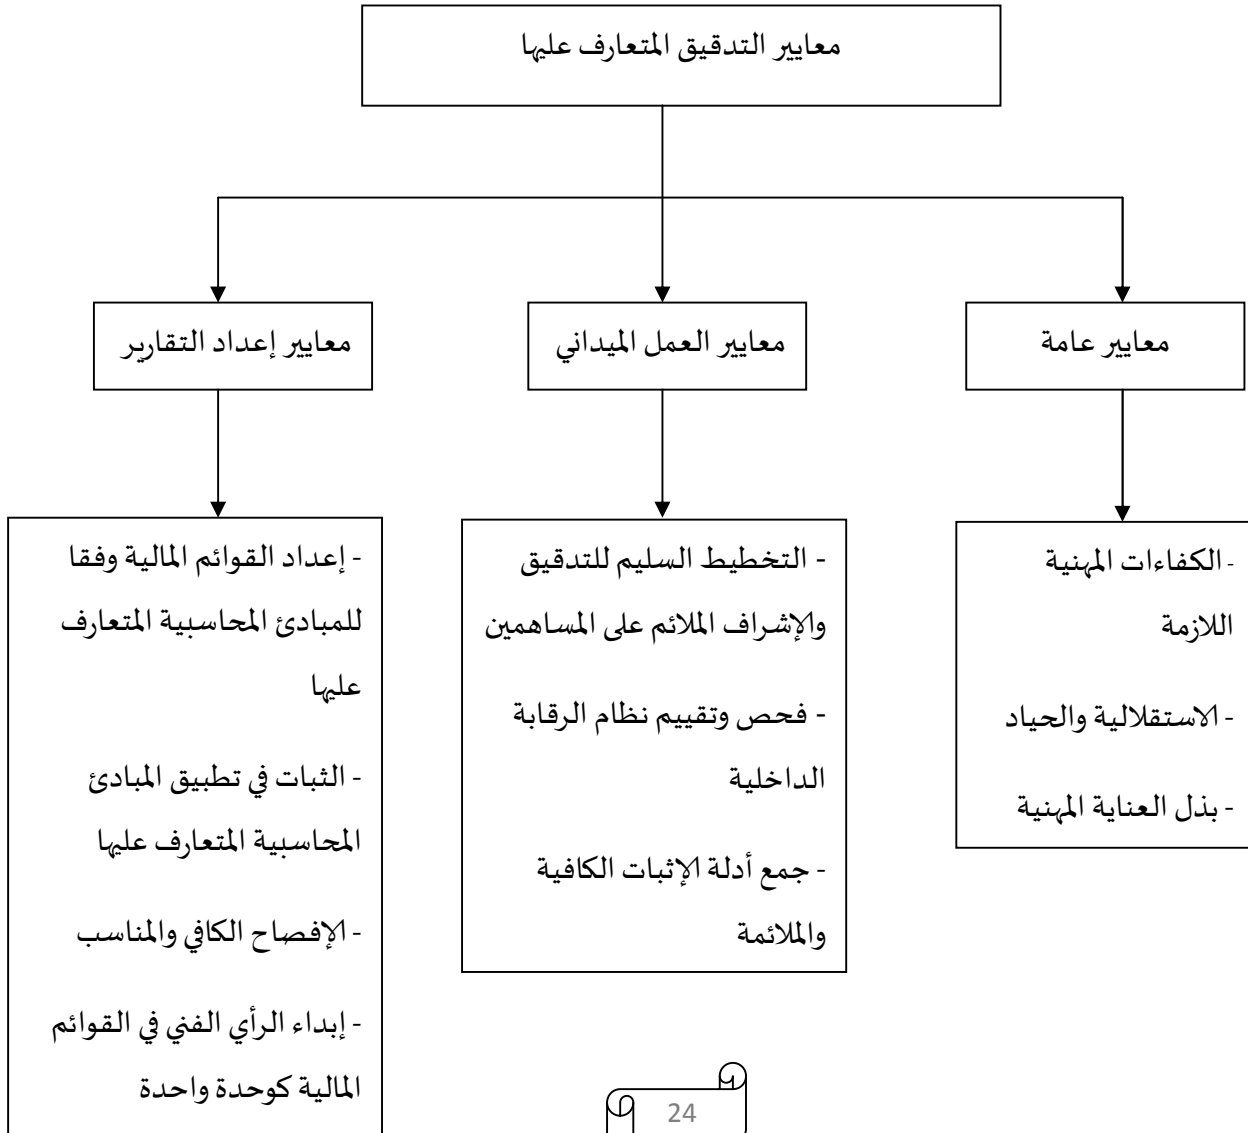 معايير التدقيق المتعارف عليها
معايير عامة
معايير العمل الميداني
معايير إعداد التقارير
- الكفاءات المهنية
اللازمة
- الاستقلالية والحياد
- بذل العناية المهنية
- التخطيط السليم للتدقيق
والإشراف الملائم على المساهمين
- فحص وتقييم نظام الرقابة
الداخلية
- جمع أدلة الإثبات الكافية
والملائمة
- إعداد القوائم المالية وفقا
للمبادئ المحاسبية المتعارف
عليها
- الثبات في تطبيق المبادئ
المحاسبية المتعارف عليها
- الإفصاح الكافي والمناسب
- إبداء الرأي الفني في القوائم
المالية كوحدة واحدة
24